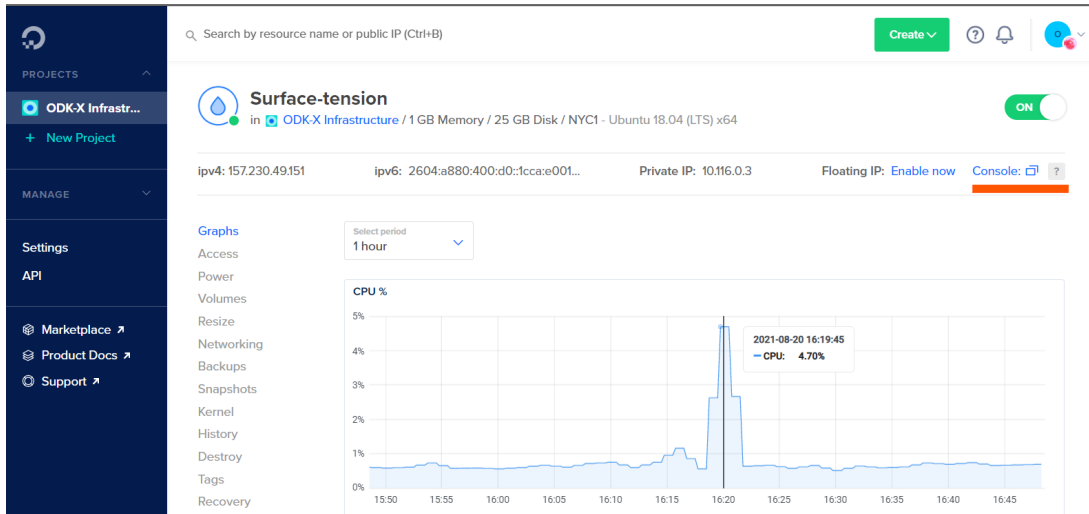 PROJECTS
ODK-X Infrastr...
+ New Project
MANAGE
Settings
API
Marketplace ↗
Product Docs ↗
Support ↗
Search by resource name or public IP (Ctrl+B)
Create
?
O
Surface-tension
in ODK-X Infrastructure / 1 GB Memory / 25 GB Disk / NYC1 - Ubuntu 18.04 (LTS) x64
ON
ipv4: 157.230.49.151 ipv6: 2604:a880:400:d0::1cca:e001... Private IP: 10.116.0.3 Floating IP: Enable now Console: ?
Graphs
Access
Power
Volumes
Resize
Networking
Backups
Snapshots
Kernel
History
Destroy
Tags
Recovery
Select period
1 hour
CPU %
5%
4%
3%
2%
1%
0%
2021-08-20 16:19:45
CPU: 4.70%
15:50 15:55 16:00 16:05 16:10 16:15 16:20 16:25 16:30 16:35 16:40 16:45